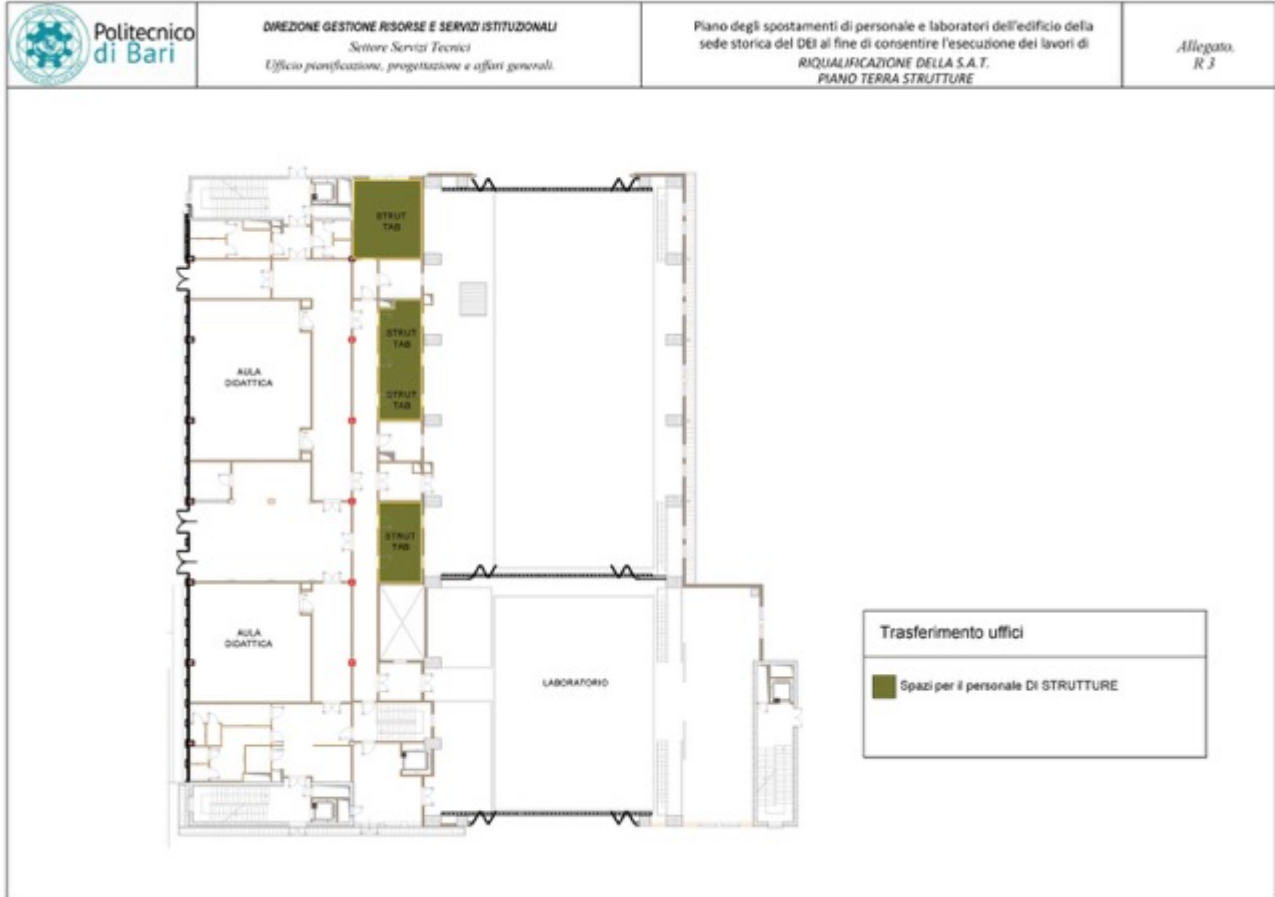 Politecnico
di Bari
DIREZIONE GESTIONE RISORSE E SERVIZI ISTITUZIONALI
Settore Servizi Tecnici
Ufficio pianificazione, progettazione e affari generali.
Piano degli spostamenti di personale e laboratori dell'edificio della
sede storica del DEI al fine di consentire l'esecuzione dei lavori di
RIQUALIFICAZIONE DELLA S.A.T.
PIANO TERRA STRUTTURE
Allegato.
R 3
STRUT
TAB
STRUT
TAB
AULA
DIDATTICA
STRUT
TAB
STRUT
TAB
AULA
DIDATTICA
LABORATORIO
Trasferimento uffici
Spazi per il personale DI STRUTTURE